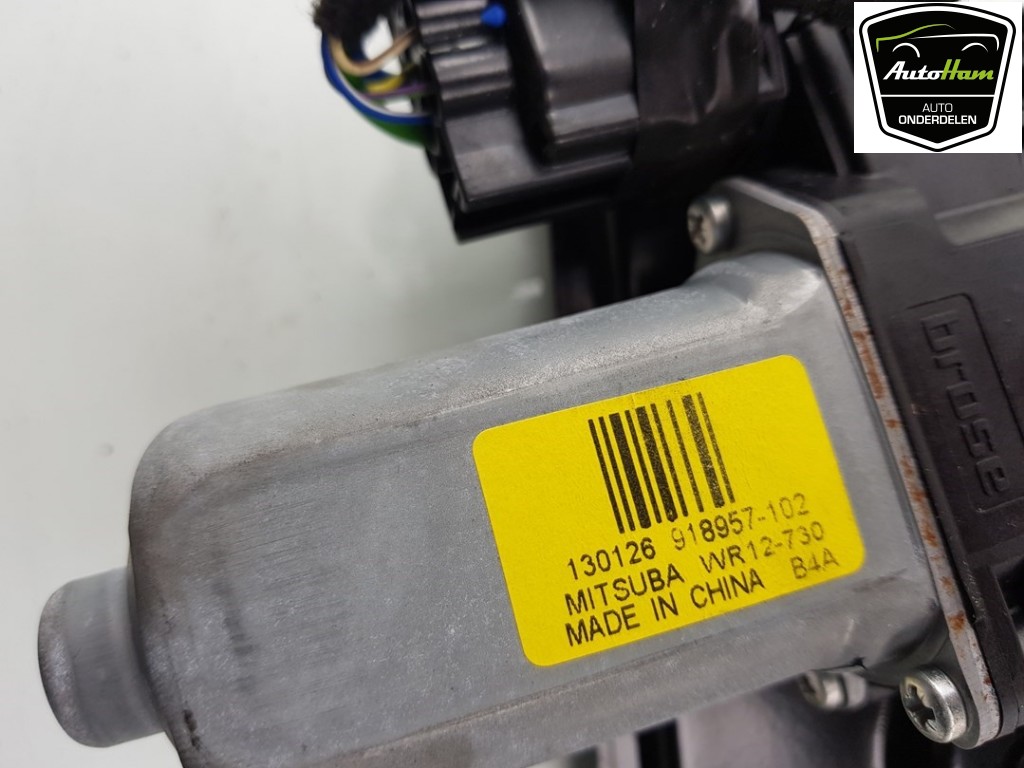 AutoHam
AUTO
ONDERDELEN
brose
130126 918957-102
MITSUBA WR12-730
MADE IN CHINA B4A